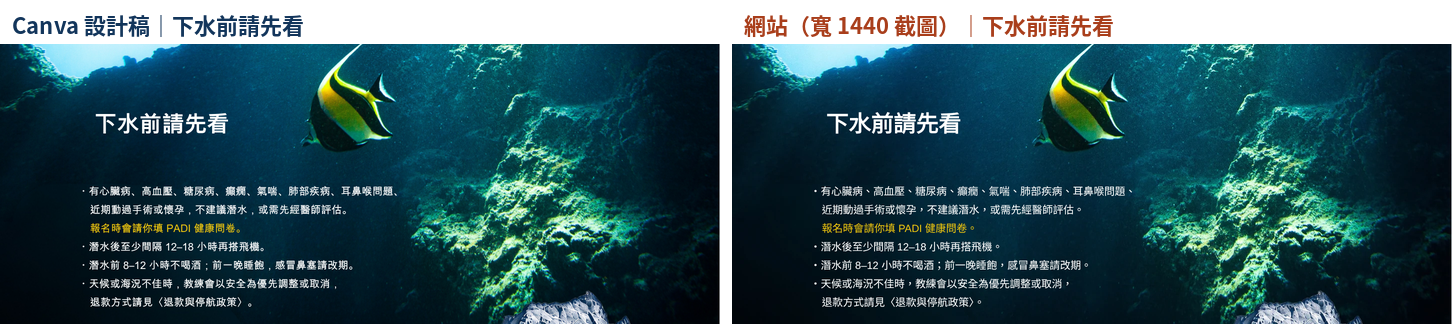 Canva 設計稿｜下水前請先看
下水前請先看
・有心臟病、高血壓、糖尿病、癲癇、氣喘、肺部疾病、耳鼻喉問題、
近期動過手術或懷孕，不建議潛水，或需先經醫師評估。
報名時會請你填 PADI 健康問卷。
・潛水後至少間隔 12–18 小時再搭飛機。
・潛水前 8–12 小時不喝酒；前一晚睡飽，感冒鼻塞請改期。
・天候或海況不佳時，教練會以安全為優先調整或取消，
退款方式請見〈退款與停航政策〉。
網站（寬 1440 截圖）｜下水前請先看
下水前請先看
・有心臟病、高血壓、糖尿病、癲癇、氣喘、肺部疾病、耳鼻喉問題、
近期動過手術或懷孕，不建議潛水，或需先經醫師評估。
報名時會請你填 PADI 健康問卷。
・潛水後至少間隔 12–18 小時再搭飛機。
・潛水前 8–12 小時不喝酒；前一晚睡飽，感冒鼻塞請改期。
・天候或海況不佳時，教練會以安全為優先調整或取消，
退款方式請見〈退款與停航政策〉。